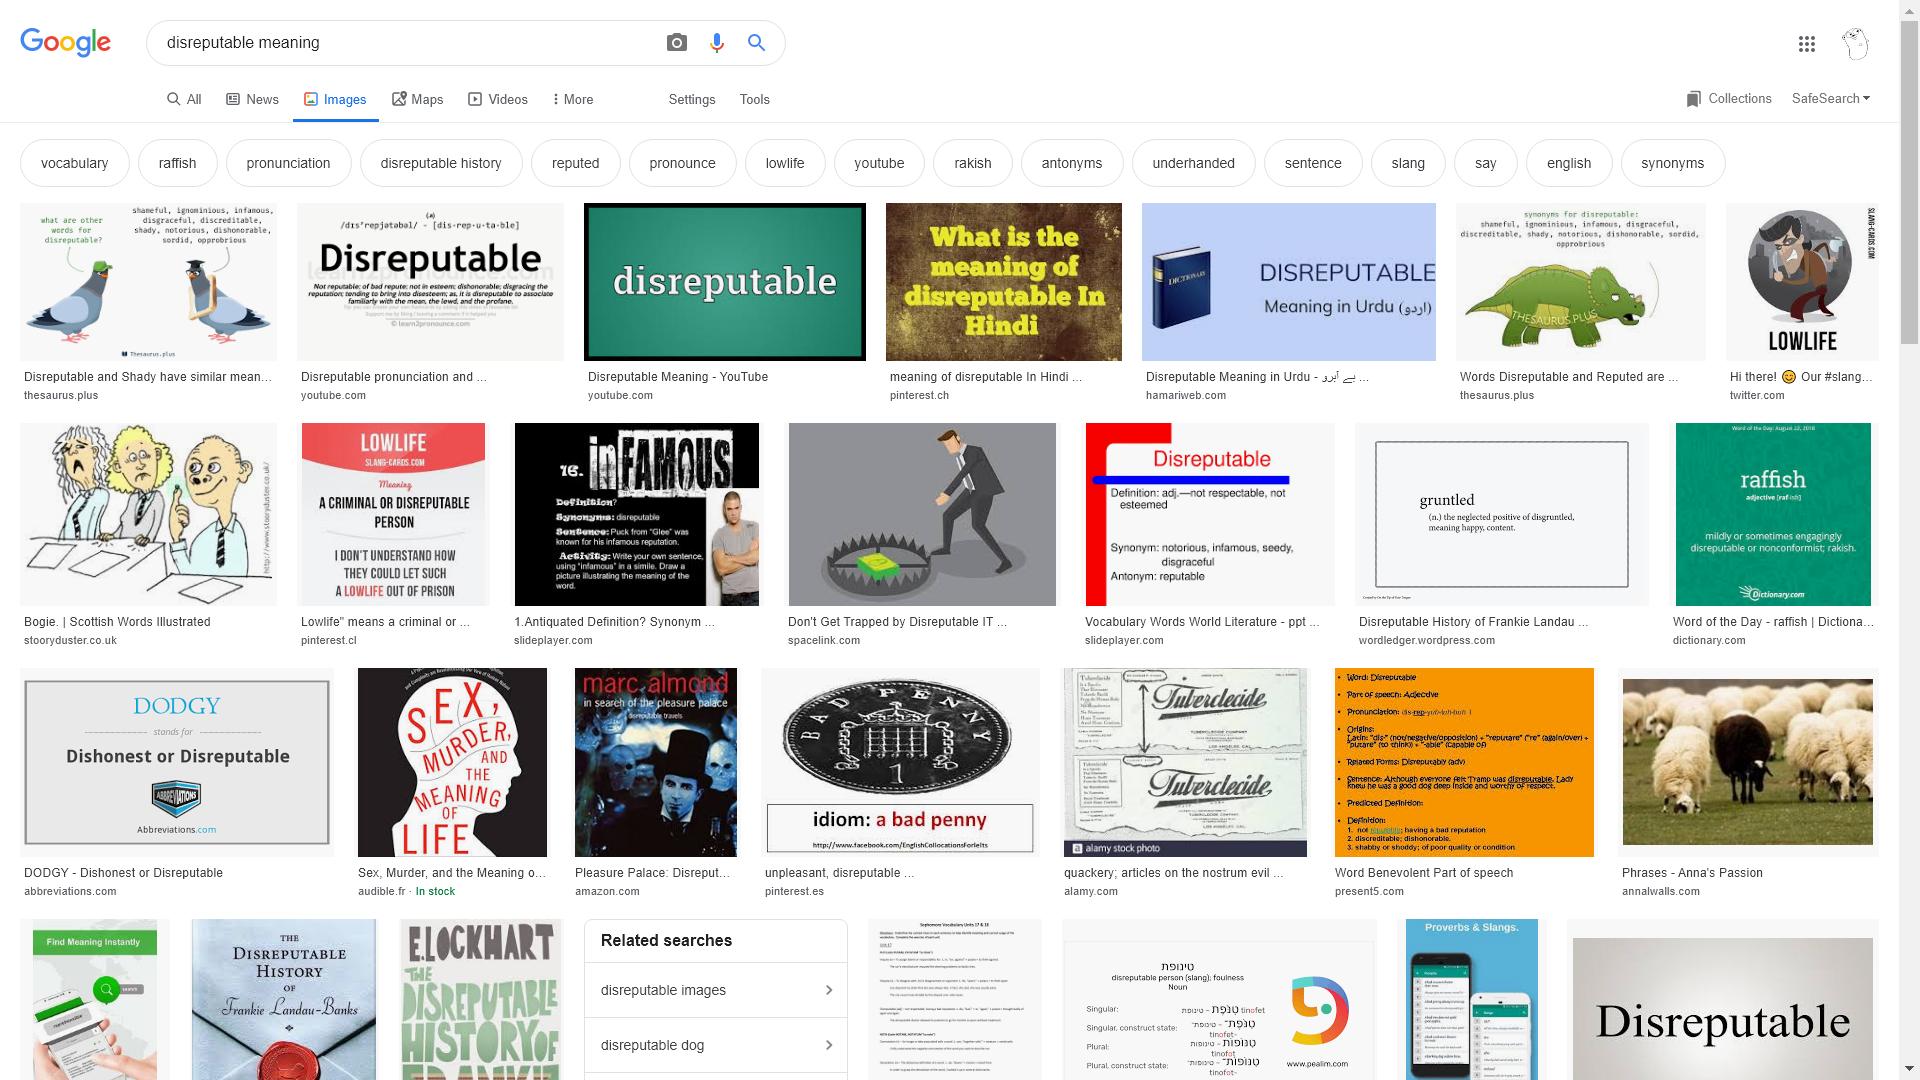 Google
disreputable meaning
All
News
Images
Maps
Videos
More
Settings
Tools
Collections
SafeSearch
vocabulary
raffish
pronunciation
disreputable history
reputed
pronounce
lowlife
youtube
rakish
antonyms
underhanded
sentence
slang
say
english
synonyms
what are other
words for
disreputable?
shameful, ignominious, infamous,
disgraceful, discreditable,
shady, notorious, dishonorable,
sordid, opprobrious
Thesaurus.plus
Disreputable and Shady have similar mean...
thesaurus.plus
(a)
/dɪs'repjətəbəl/ - [dis-rep-u-ta-ble]
Disreputable
Not reputable; of bad repute; not in esteem; dishonorable; disgracing the
reputation; tending to bring into disesteem; as, it is disreputable to associate
familiarly with the mean, the lewd, and the profane.
© learn2pronounce.com
Disreputable pronunciation and ...
youtube.com
disreputable
Disreputable Meaning - YouTube
youtube.com
What is the
meaning of
disreputable In
Hindi
meaning of disreputable In Hindi ...
pinterest.ch
DICTIONARY
DISREPUTABLE
Meaning in Urdu (اردو)
Disreputable Meaning in Urdu - بے آبرو ...
hamariweb.com
synonyms for disreputable:
shameful, ignominious, infamous, disgraceful,
discreditable, shady, notorious, dishonorable, sordid,
opprobrious
THESAURUS.PLUS
Words Disreputable and Reputed are ...
thesaurus.plus
SLANG-CARDS.COM
LOWLIFE
Hi there! 😊 Our #slang...
twitter.com
http://www.stooryduster.co.uk/
Bogie. | Scottish Words Illustrated
stooryduster.co.uk
LOWLIFE
SLANG-CARDS.COM
Meaning
A CRIMINAL OR DISREPUTABLE
PERSON
I DON'T UNDERSTAND HOW
THEY COULD LET SUCH
A LOWLIFE OUT OF PRISON
Lowlife" means a criminal or ...
pinterest.cl
16. inFAMOUS
Definition?
Synonyms: disreputable
Sentence: Puck from "Glee" was
known for his infamous reputation.
Activity: Write your own sentence,
using "infamous" in a simile. Draw a
picture illustrating the meaning of the
word.
1.Antiquated Definition? Synonym ...
slideplayer.com
Don't Get Trapped by Disreputable IT ...
spacelink.com
Disreputable
Definition: adj.—not respectable, not
esteemed
Synonym: notorious, infamous, seedy,
disgraceful
Antonym: reputable
Vocabulary Words World Literature - ppt ...
slideplayer.com
gruntled
(n.) the neglected positive of disgruntled,
meaning happy, content.
Disreputable History of Frankie Landau ...
wordledger.wordpress.com
Word of the Day: August 22, 2018
raffish
adjective [raf-ish]
mildly or sometimes engagingly
disreputable or nonconformist; rakish.
Dictionary.com
Word of the Day - raffish | Dictiona...
dictionary.com
DODGY
stands for
Dishonest or Disreputable
ABBREVIATIONS
Abbreviations.com
DODGY - Dishonest or Disreputable
abbreviations.com
SEX,
MURDER,
AND
THE
MEANING
OF
LIFE
Sex, Murder, and the Meaning o...
audible.fr · In stock
marc almond
in search of the pleasure palace
disreputable travels
Pleasure Palace: Disreput...
amazon.com
BAD PENNY
1
idiom: a bad penny
http://www.facebook.com/EnglishCollocationsForIelts
unpleasant, disreputable ...
pinterest.es
Tuberclecide
TUBERCLECIDE COMPANY
LOS ANGELES, CAL.
Tuberclecide
alamy stock photo
quackery; articles on the nostrum evil ...
alamy.com
Word: Disreputable
Part of speech: Adjective
Pronunciation: (dis-rep-yuh-tuh-buh l)
Origins:
Latin: "dis-" (not/negative/opposition) + "reputare" ("re" (again/over) +
"putare" (to think)) + "-able" (capable of)
Related Forms: Disreputably (adv)
Sentence: Although everyone felt Tramp was disreputable, Lady
knew he was a good dog deep inside and worthy of respect.
Predicted Definition:
Definition:
1. not reputable; having a bad reputation
2. discreditable; dishonorable.
3. shabby or shoddy; of poor quality or condition
Word Benevolent Part of speech
present5.com
Phrases - Anna's Passion
annalwalls.com
Find Meaning Instantly
search
THE
DISREPUTABLE
HISTORY
OF
Frankie Landau-Banks
E. LOCKHART
THE
DISREPUTABLE
HISTORY OF
FRANKIE
Related searches
disreputable images
disreputable dog
Sophomore Vocabulary Units 17 & 18
טינופת
disreputable person (slang); foulness
Noun
Singular:
טינופת - טִנֹּפֶת tinofet
Singular, construct state:
Plural:
Plural, construct state:
www.pealim.com
Proverbs & Slangs.
Disreputable